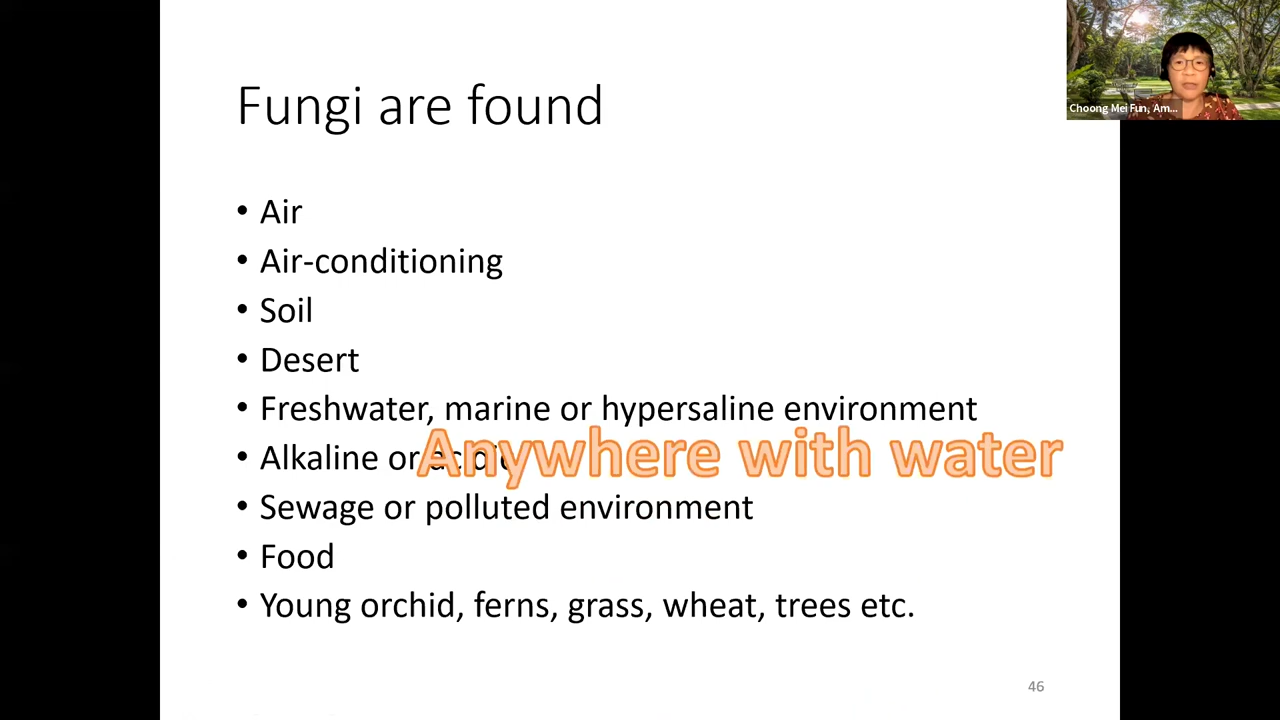 Fungi are found
Choong Mei Fun, Am...
• Air
• Air-conditioning
• Soil
• Desert
• Freshwater, marine or hypersaline environment
• Alkaline or acidic
Anywhere with water
• Sewage or polluted environment
• Food
• Young orchid, ferns, grass, wheat, trees etc.
46